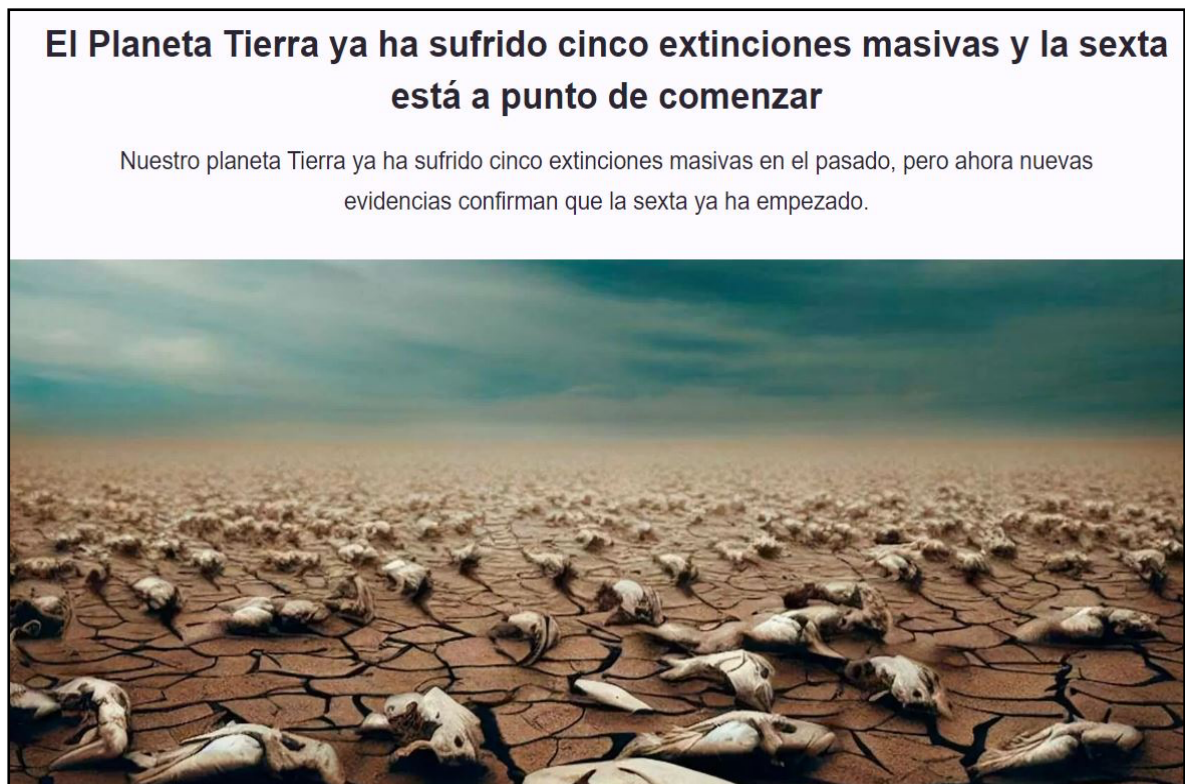 El Planeta Tierra ya ha sufrido cinco extinciones masivas y la sexta
está a punto de comenzar
Nuestro planeta Tierra ya ha sufrido cinco extinciones masivas en el pasado, pero ahora nuevas
evidencias confirman que la sexta ya ha empezado.